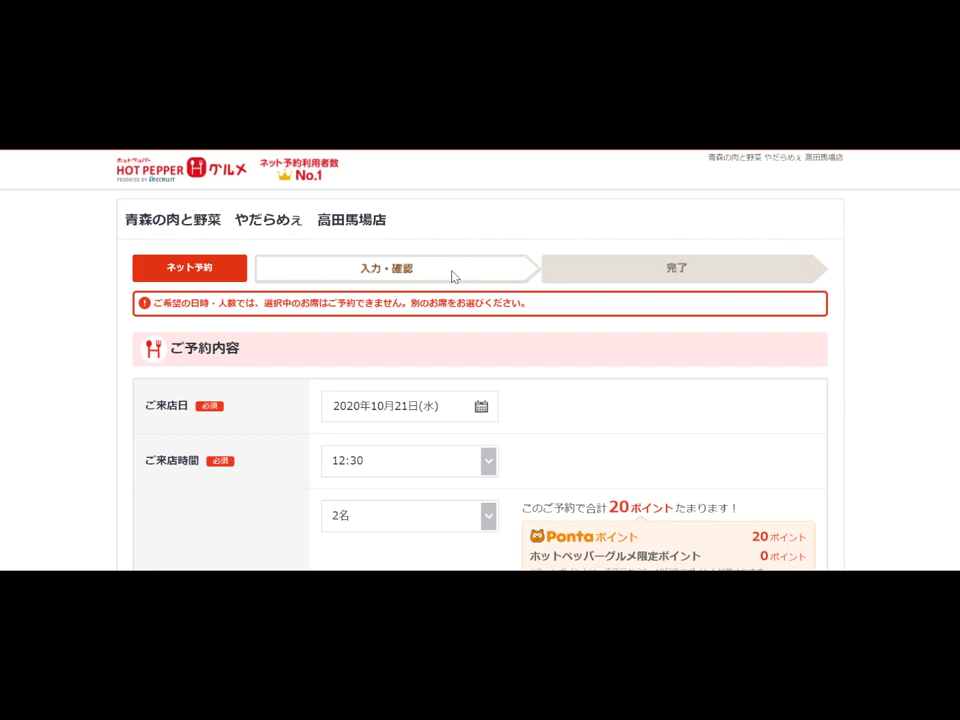 ホットペッパー
HOT PEPPER グルメ
PRODUCED BY RECRUIT
ネット予約利用者数
No.1
青森の肉と野菜 やだらめぇ 高田馬場店
青森の肉と野菜　やだらめぇ　高田馬場店
ネット予約
入力・確認
完了
ご希望の日時・人数では、選択中のお席はご予約できません。別のお席をお選びください。
ご予約内容
ご来店日 必須
2020年10月21日(水)
ご来店時間 必須
12:30
2名
このご予約で合計20ポイントたまります！
Pontaポイント 20ポイント
ホットペッパーグルメ限定ポイント 0ポイント